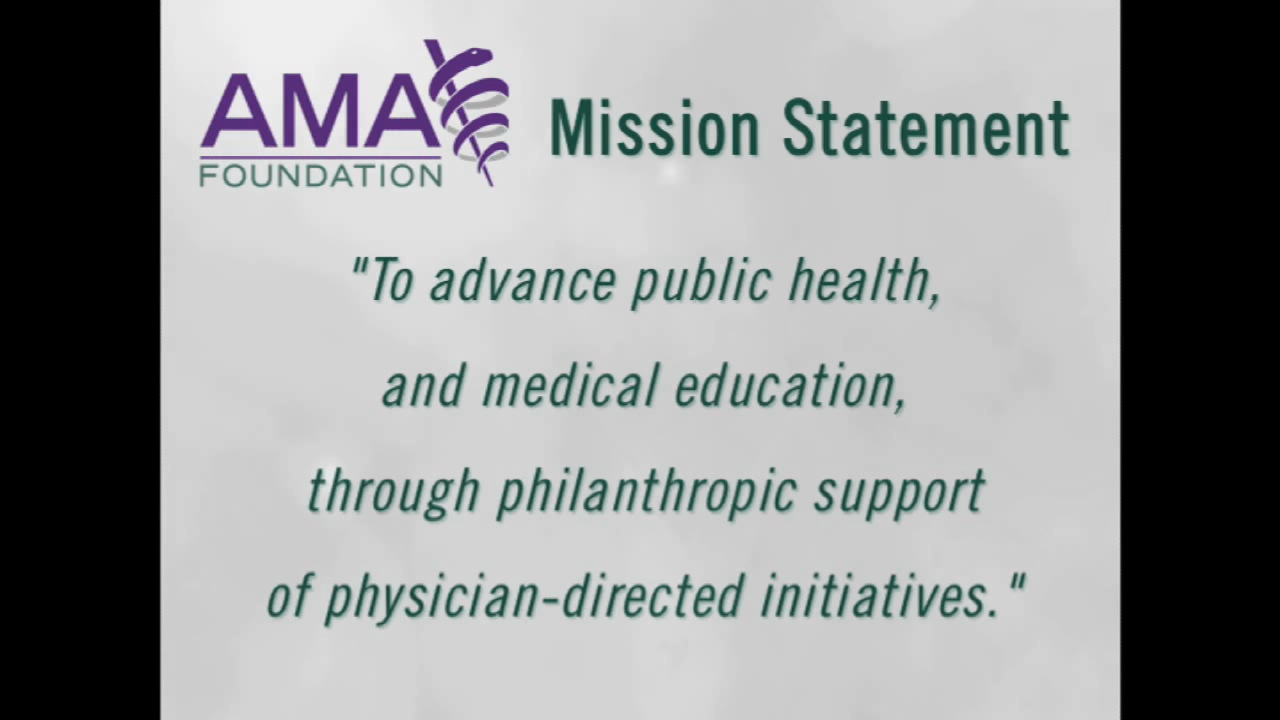 AMA
FOUNDATION
Mission Statement
"To advance public health,
and medical education,
through philanthropic support
of physician-directed initiatives."